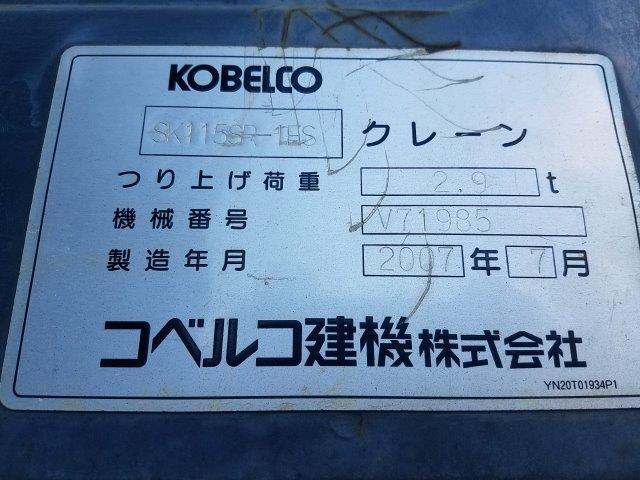 KOBELCO
SK115SR-1ES クレーン
つり上げ荷重 2.9 t
機械番号 V71985
製造年月 2007 年 7 月
コベルコ建機株式会社
YN20T01934P1